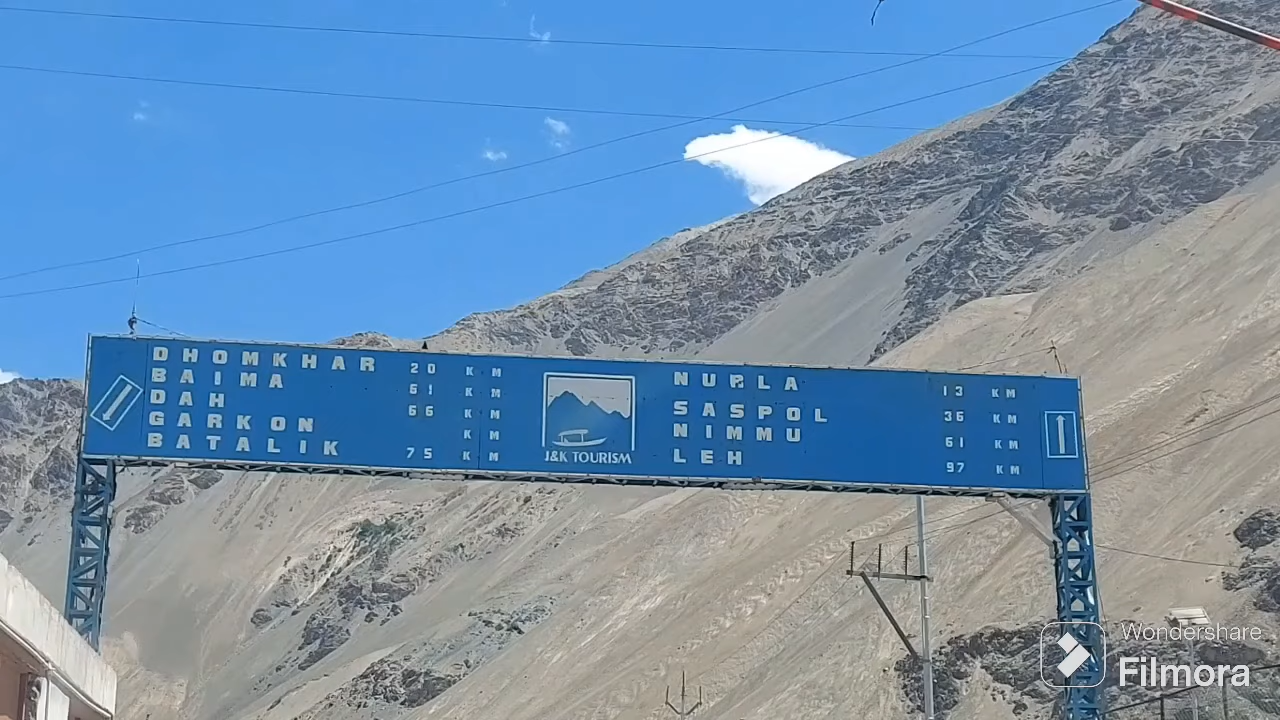 DHOMKHAR 20 KM
BAIMA 61 KM
DAH 66 KM
GARKON KM
BATALIK 75 KM
J&K TOURISM
NURLA 13 KM
SASPOL 36 KM
NIMMU 61 KM
LEH 97 KM
Wondershare
Filmora